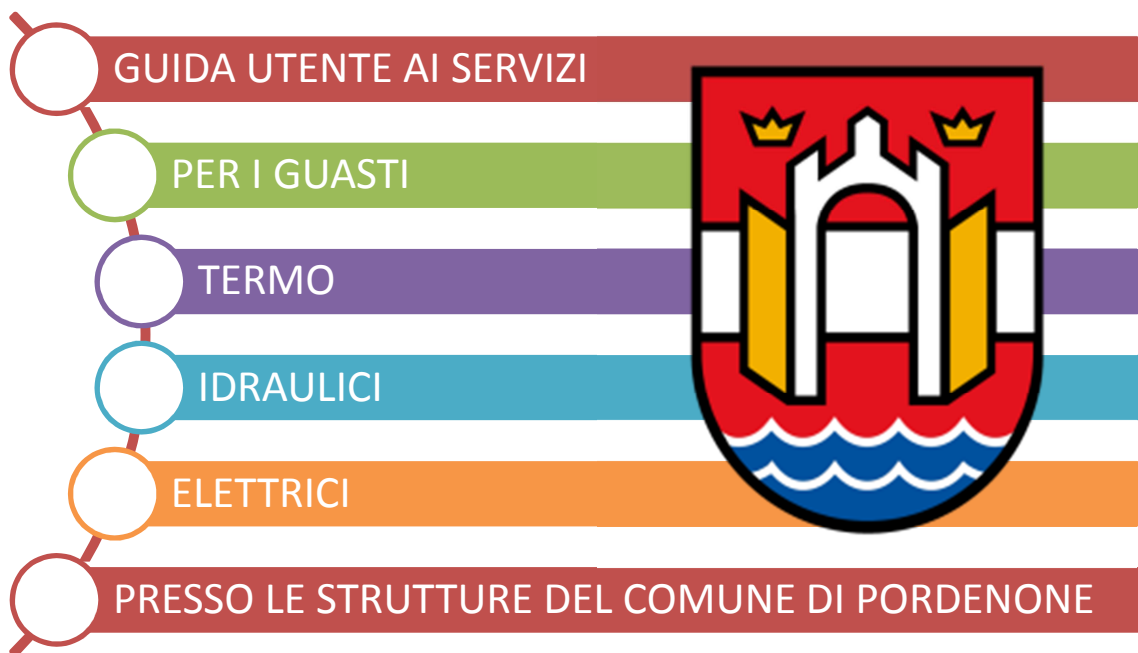 GUIDA UTENTE AI SERVIZI
PER I GUASTI
TERMO
IDRAULICI
ELETTRICI
PRESSO LE STRUTTURE DEL COMUNE DI PORDENONE